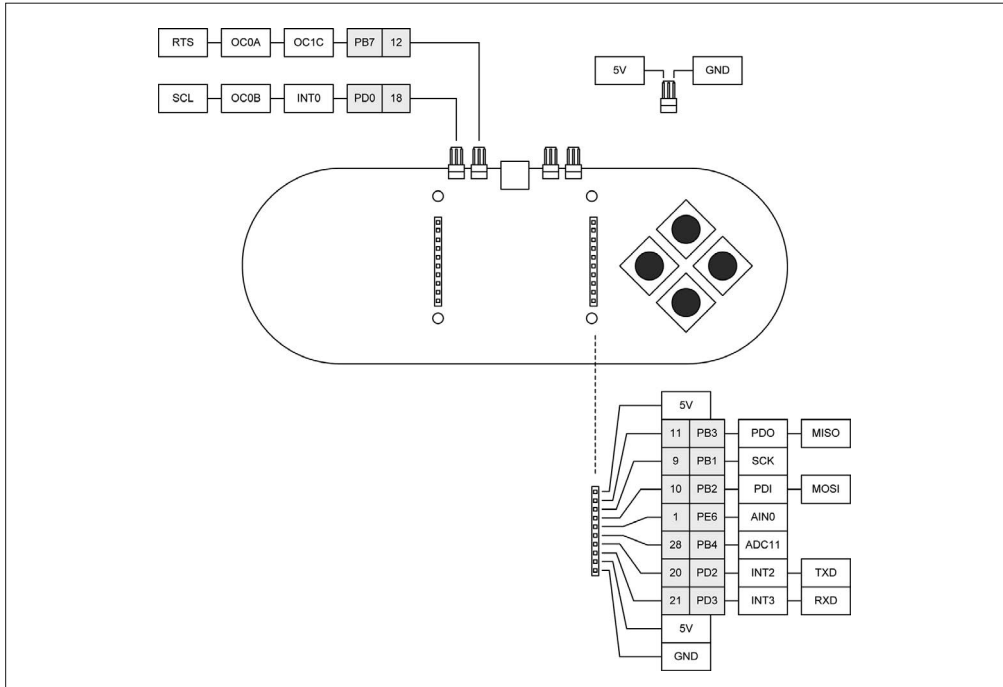 RTS OC0A OC1C PB7 12
5V GND
SCL OC0B INT0 PD0 18
5V
11 PB3 PDO MISO
9 PB1 SCK
10 PB2 PDI MOSI
1 PE6 AIN0
28 PB4 ADC11
20 PD2 INT2 TXD
21 PD3 INT3 RXD
5V
GND